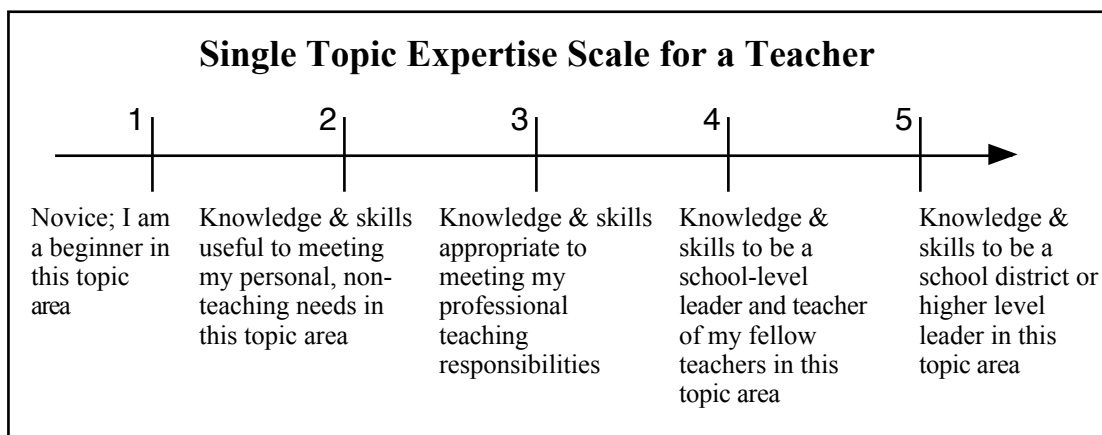 Single Topic Expertise Scale for a Teacher
1
2
3
4
5
Novice; I am
a beginner in
this topic
area
Knowledge & skills
useful to meeting
my personal, non-
teaching needs in
this topic area
Knowledge & skills
appropriate to
meeting my
professional
teaching
responsibilities
Knowledge &
skills to be a
school-level
leader and teacher
of my fellow
teachers in this
topic area
Knowledge &
skills to be a
school district or
higher level
leader in this
topic area